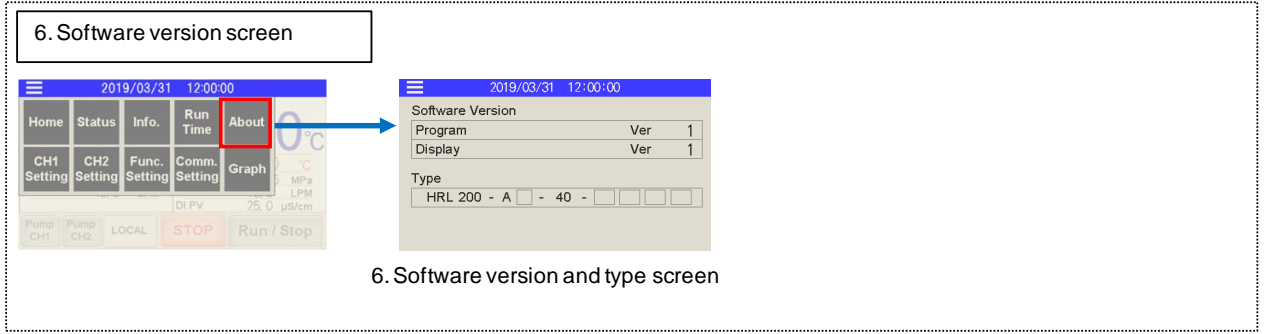 6. Software version screen
2019/03/31 12:00:00
Home Status Info. Run Time About
CH1 Setting CH2 Setting Func. Setting Comm. Setting Graph
0 °C
°C
MPa
LPM
DI PV 25.0 µS/cm
Pump CH1 Pump CH2 LOCAL STOP Run / Stop
2019/03/31 12:00:00
Software Version
Program Ver 1
Display Ver 1
Type
HRL 200 - A - 40 -
6. Software version and type screen